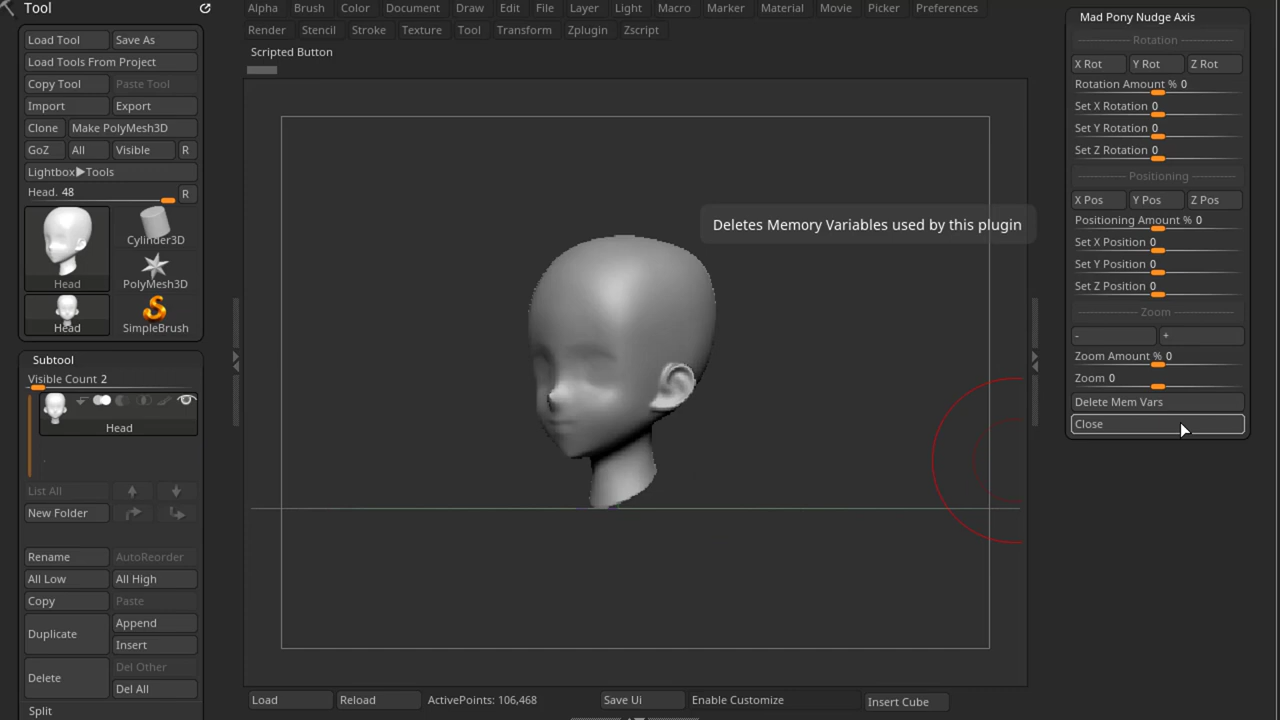 Tool
Alpha Brush Color Document Draw Edit File Layer Light Macro Marker Material Movie Picker Preferences
Render Stencil Stroke Texture Tool Transform Zplugin Zscript
Scripted Button
Load Tool Save As
Load Tools From Project
Copy Tool Paste Tool
Import Export
Clone Make PolyMesh3D
GoZ All Visible R
Lightbox▶Tools
Head. 48 R
Head
Cylinder3D
PolyMesh3D
Head
SimpleBrush
Subtool
Visible Count 2
Head
List All
New Folder
Rename AutoReorder
All Low All High
Copy Paste
Duplicate Append
Insert
Delete Del Other
Del All
Split
Deletes Memory Variables used by this plugin
Load Reload ActivePoints: 106,468 Save Ui Enable Customize Insert Cube
Mad Pony Nudge Axis
Rotation
X Rot Y Rot Z Rot
Rotation Amount % 0
Set X Rotation 0
Set Y Rotation 0
Set Z Rotation 0
Positioning
X Pos Y Pos Z Pos
Positioning Amount % 0
Set X Position 0
Set Y Position 0
Set Z Position 0
Zoom
- +
Zoom Amount % 0
Zoom 0
Delete Mem Vars
Close